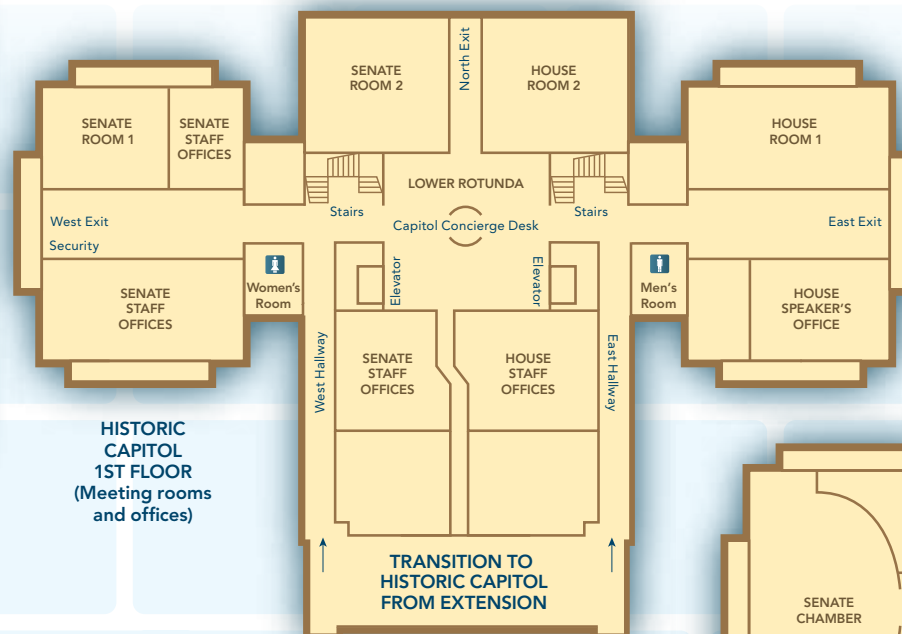 SENATE
ROOM 2
North Exit
HOUSE
ROOM 2
SENATE
ROOM 1
SENATE
STAFF
OFFICES
HOUSE
ROOM 1
LOWER ROTUNDA
Stairs
Capitol Concierge Desk
Stairs
West Exit
Security
East Exit
Women's
Room
Elevator
Elevator
Men's
Room
SENATE
STAFF
OFFICES
HOUSE
SPEAKER'S
OFFICE
West Hallway
SENATE
STAFF
OFFICES
HOUSE
STAFF
OFFICES
East Hallway
HISTORIC
CAPITOL
1ST FLOOR
(Meeting rooms
and offices)
TRANSITION TO
HISTORIC CAPITOL
FROM EXTENSION
SENATE
CHAMBER